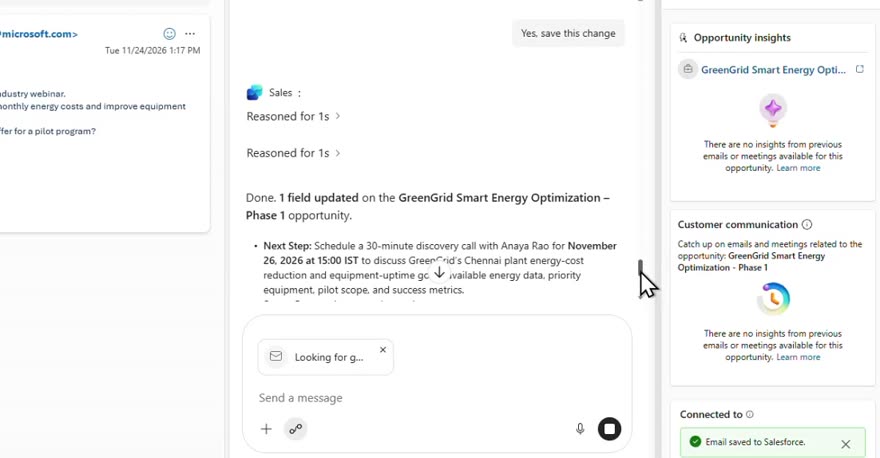 @microsoft.com>
Tue 11/24/2026 1:17 PM
ndustry webinar.
nonthly energy costs and improve equipment
ffer for a pilot program?
Yes, save this change
Sales :
Reasoned for 1s
Reasoned for 1s
Done. 1 field updated on the GreenGrid Smart Energy Optimization –
Phase 1 opportunity.
• Next Step: Schedule a 30-minute discovery call with Anaya Rao for November
26, 2026 at 15:00 IST to discuss GreenGrid's Chennai plant energy-cost
reduction and equipment-uptime available energy data, priority
equipment, pilot scope, and success metrics.
Looking for g...
Send a message
Opportunity insights
GreenGrid Smart Energy Opti...
There are no insights from previous
emails or meetings available for this
opportunity. Learn more
Customer communication
Catch up on emails and meetings related to the
opportunity: GreenGrid Smart Energy
Optimization - Phase 1
There are no insights from previous
emails or meetings available for this
opportunity. Learn more
Connected to
Email saved to Salesforce.